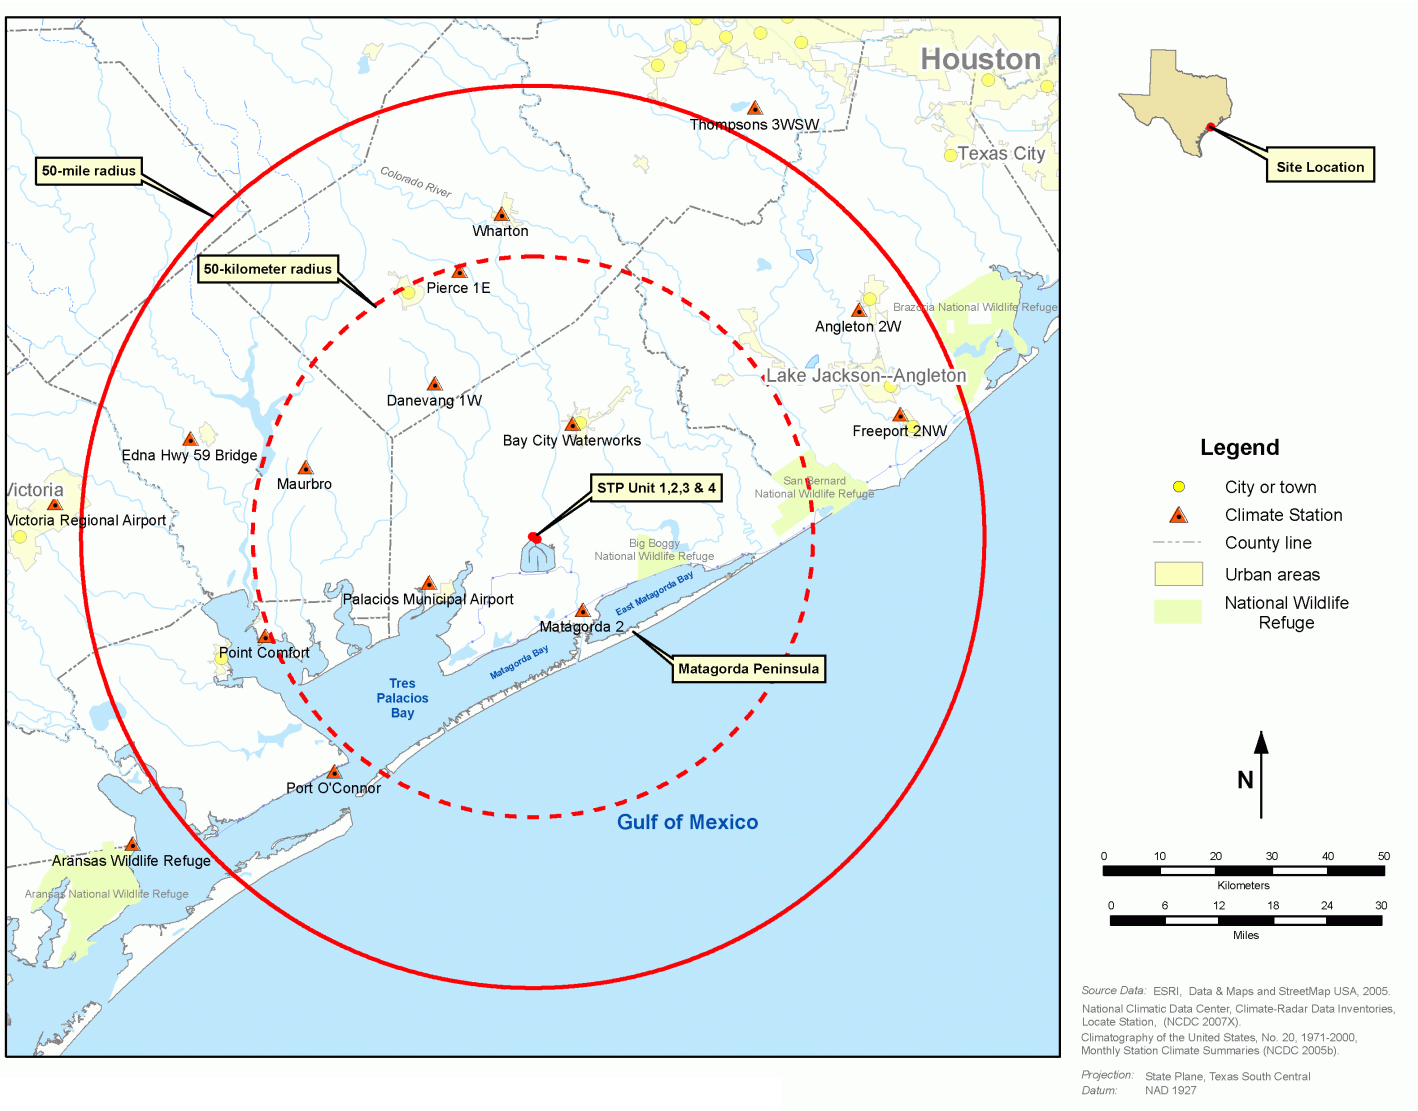 Houston
Thompsons 3WSW
Texas City
50-mile radius
Site Location
Colorado River
Wharton
50-kilometer radius
Pierce 1E
Brazoria National Wildlife Refuge
Angleton 2W
Lake Jackson--Angleton
Danevang 1W
Freeport 2NW
Bay City Waterworks
Edna Hwy 59 Bridge
Maurbro
Legend
City or town
Climate Station
County line
Urban areas
National Wildlife
Refuge
STP Unit 1,2,3 & 4
San Bernard
National Wildlife Refuge
Victoria
Victoria Regional Airport
Big Boggy
National Wildlife Refuge
East Matagorda Bay
Palacios Municipal Airport
Matagorda 2
Point Comfort
Matagorda Bay
Matagorda Peninsula
Tres
Palacios
Bay
Port O'Connor
Gulf of Mexico
N
Aransas Wildlife Refuge
Aransas National Wildlife Refuge
0 10 20 30 40 50
Kilometers
0 6 12 18 24 30
Miles
Source Data: ESRI, Data & Maps and StreetMap USA, 2005.
National Climatic Data Center, Climate-Radar Data Inventories,
Locate Station, (NCDC 2007X).
Climatography of the United States, No. 20, 1971-2000,
Monthly Station Climate Summaries (NCDC 2005b).
Projection: State Plane, Texas South Central
Datum: NAD 1927